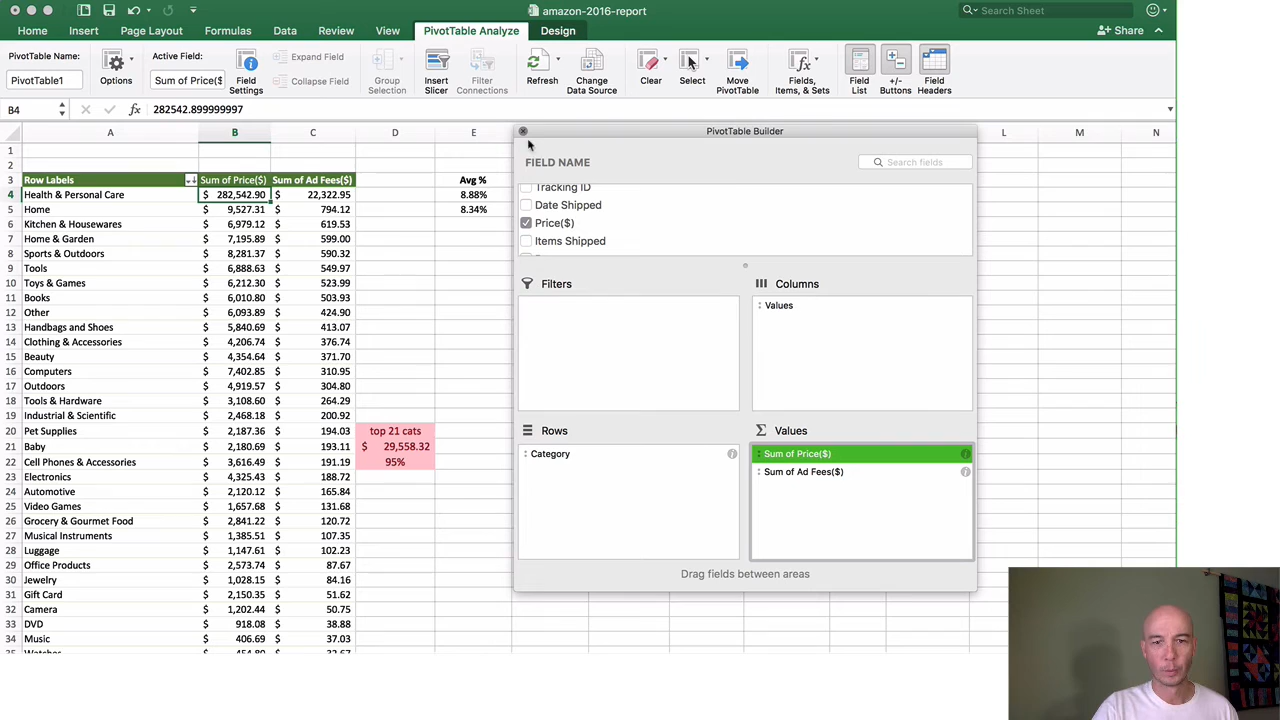 amazon-2016-report
Search Sheet
Home Insert Page Layout Formulas Data Review View PivotTable Analyze Design
Share
PivotTable Name: Active Field:
PivotTable1 Options Sum of Price($ Field Settings
Expand Field
Collapse Field
Group Selection
Insert Slicer
Filter Connections
Refresh
Change Data Source
Clear
Select
Move PivotTable
Fields, Items, & Sets
Field List
+/- Buttons
Field Headers
B4 fx 282542.899999997
A B C D E L M N
1
2
3 Row Labels Sum of Price($) Sum of Ad Fees($) Avg %
4 Health & Personal Care $ 282,542.90 $ 22,322.95 8.88%
5 Home $ 9,527.31 $ 794.12 8.34%
6 Kitchen & Housewares $ 6,979.12 $ 619.53
7 Home & Garden $ 7,195.89 $ 599.00
8 Sports & Outdoors $ 8,281.37 $ 590.32
9 Tools $ 6,888.63 $ 549.97
10 Toys & Games $ 6,212.30 $ 523.99
11 Books $ 6,010.80 $ 503.93
12 Other $ 6,093.89 $ 424.90
13 Handbags and Shoes $ 5,840.69 $ 413.07
14 Clothing & Accessories $ 4,206.74 $ 376.74
15 Beauty $ 4,354.64 $ 371.70
16 Computers $ 7,402.85 $ 310.95
17 Outdoors $ 4,919.57 $ 304.80
18 Tools & Hardware $ 3,108.60 $ 264.29
19 Industrial & Scientific $ 2,468.18 $ 200.92
20 Pet Supplies $ 2,187.36 $ 194.03 top 21 cats
21 Baby $ 2,180.69 $ 193.11 $ 29,558.32
22 Cell Phones & Accessories $ 3,616.49 $ 191.19 95%
23 Electronics $ 4,325.43 $ 188.72
24 Automotive $ 2,120.12 $ 165.84
25 Video Games $ 1,657.68 $ 131.68
26 Grocery & Gourmet Food $ 2,841.22 $ 120.72
27 Musical Instruments $ 1,385.51 $ 107.35
28 Luggage $ 1,147.61 $ 102.23
29 Office Products $ 2,573.74 $ 87.67
30 Jewelry $ 1,028.15 $ 84.16
31 Gift Card $ 2,150.35 $ 51.62
32 Camera $ 1,202.44 $ 50.75
33 DVD $ 918.08 $ 38.88
34 Music $ 406.69 $ 37.03
PivotTable Builder
FIELD NAME
Search fields
Tracking ID
Date Shipped
Price($)
Items Shipped
Filters
Columns
Values
Rows
Category
Values
Sum of Price($)
Sum of Ad Fees($)
Drag fields between areas